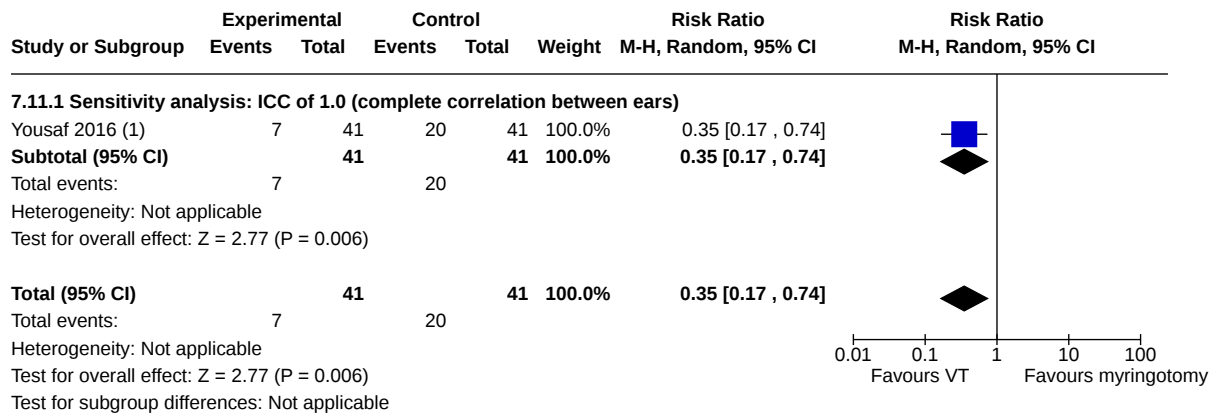 Experimental Control Risk Ratio Risk Ratio
Study or Subgroup Events Total Events Total Weight M-H, Random, 95% CI M-H, Random, 95% CI
7.11.1 Sensitivity analysis: ICC of 1.0 (complete correlation between ears)
Yousaf 2016 (1) 7 41 20 41 100.0% 0.35 [0.17 , 0.74]
Subtotal (95% CI) 41 41 100.0% 0.35 [0.17 , 0.74]
Total events: 7 20
Heterogeneity: Not applicable
Test for overall effect: Z = 2.77 (P = 0.006)
Total (95% CI) 41 41 100.0% 0.35 [0.17 , 0.74]
Total events: 7 20
Heterogeneity: Not applicable
Test for overall effect: Z = 2.77 (P = 0.006)
Test for subgroup differences: Not applicable
0.01 0.1 1 10 100
Favours VT Favours myringotomy